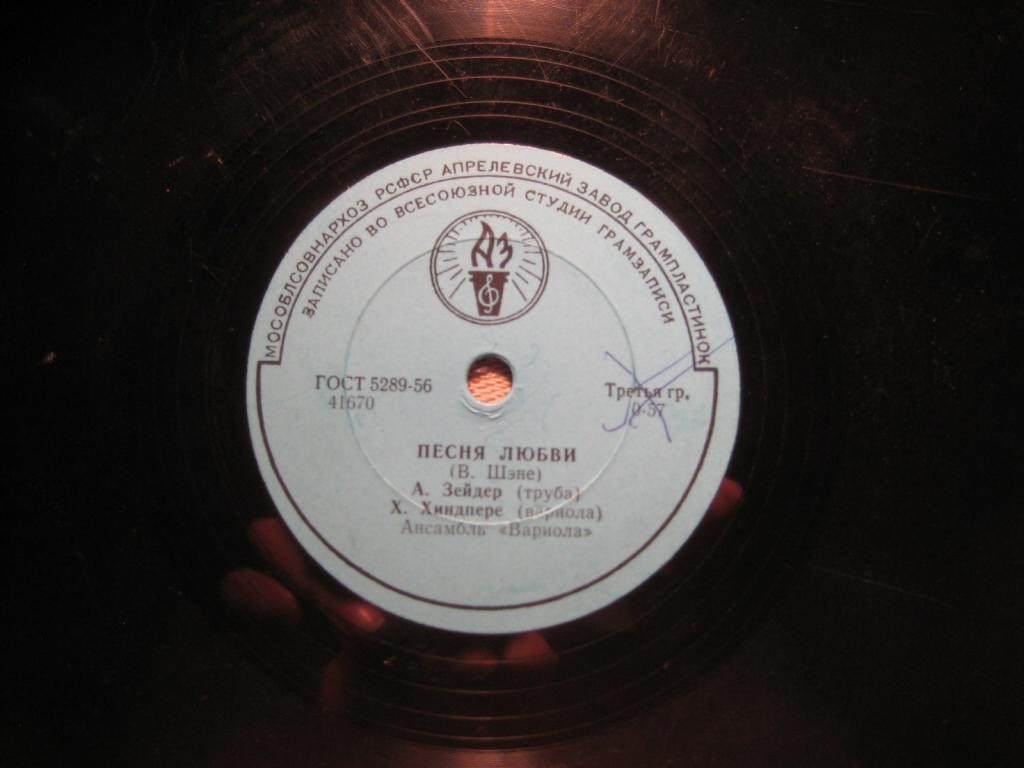 МОСОБЛСОВНАРХОЗ РСФСР АПРЕЛЕВСКИЙ ЗАВОД ГРАМПЛАСТИНОК
ЗАПИСАНО ВО ВСЕСОЮЗНОЙ СТУДИИ ГРАМЗАПИСИ
АЗ
ГОСТ 5289-56
41670
Третья гр.
0-57
ПЕСНЯ ЛЮБВИ
(В. Шэне)
А. Зейдер (труба)
Х. Хиндпере (вариола)
Ансамбль «Вариола»